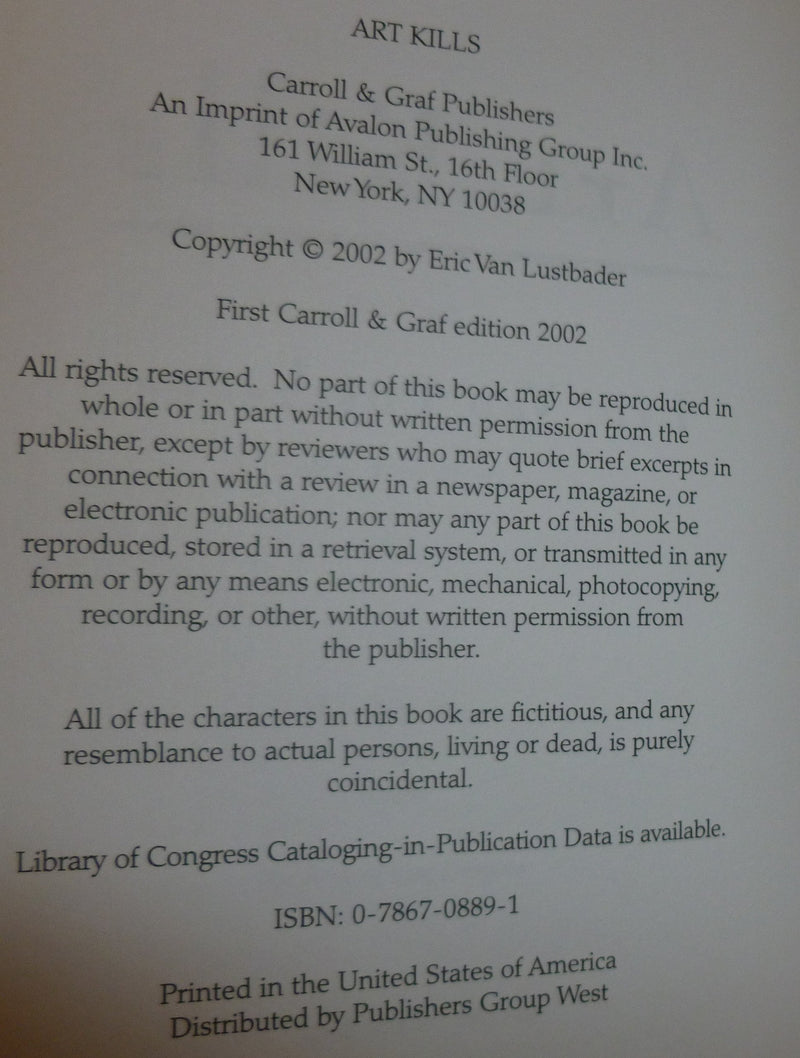 ART KILLS
Carroll & Graf Publishers
An Imprint of Avalon Publishing Group Inc.
161 William St., 16th Floor
New York, NY 10038
Copyright © 2002 by Eric Van Lustbader
First Carroll & Graf edition 2002
All rights reserved. No part of this book may be reproduced in
whole or in part without written permission from the
publisher, except by reviewers who may quote brief excerpts in
connection with a review in a newspaper, magazine, or
electronic publication; nor may any part of this book be
reproduced, stored in a retrieval system, or transmitted in any
form or by any means electronic, mechanical, photocopying,
recording, or other, without written permission from
the publisher.
All of the characters in this book are fictitious, and any
resemblance to actual persons, living or dead, is purely
coincidental.
Library of Congress Cataloging-in-Publication Data is available.
ISBN: 0-7867-0889-1
Printed in the United States of America
Distributed by Publishers Group West